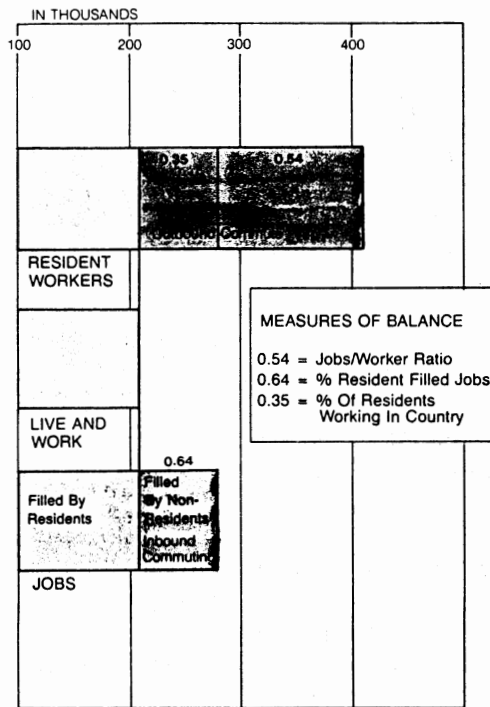 IN THOUSANDS
100 200 300 400
0.35 0.54
RESIDENT
WORKERS
MEASURES OF BALANCE
0.54 = Jobs/Worker Ratio
0.64 = % Resident Filled Jobs
0.35 = % Of Residents
Working In Country
LIVE AND
WORK
0.64
Filled By
Residents
Filled
By Non-
Residents
Inbound
Commuting
JOBS